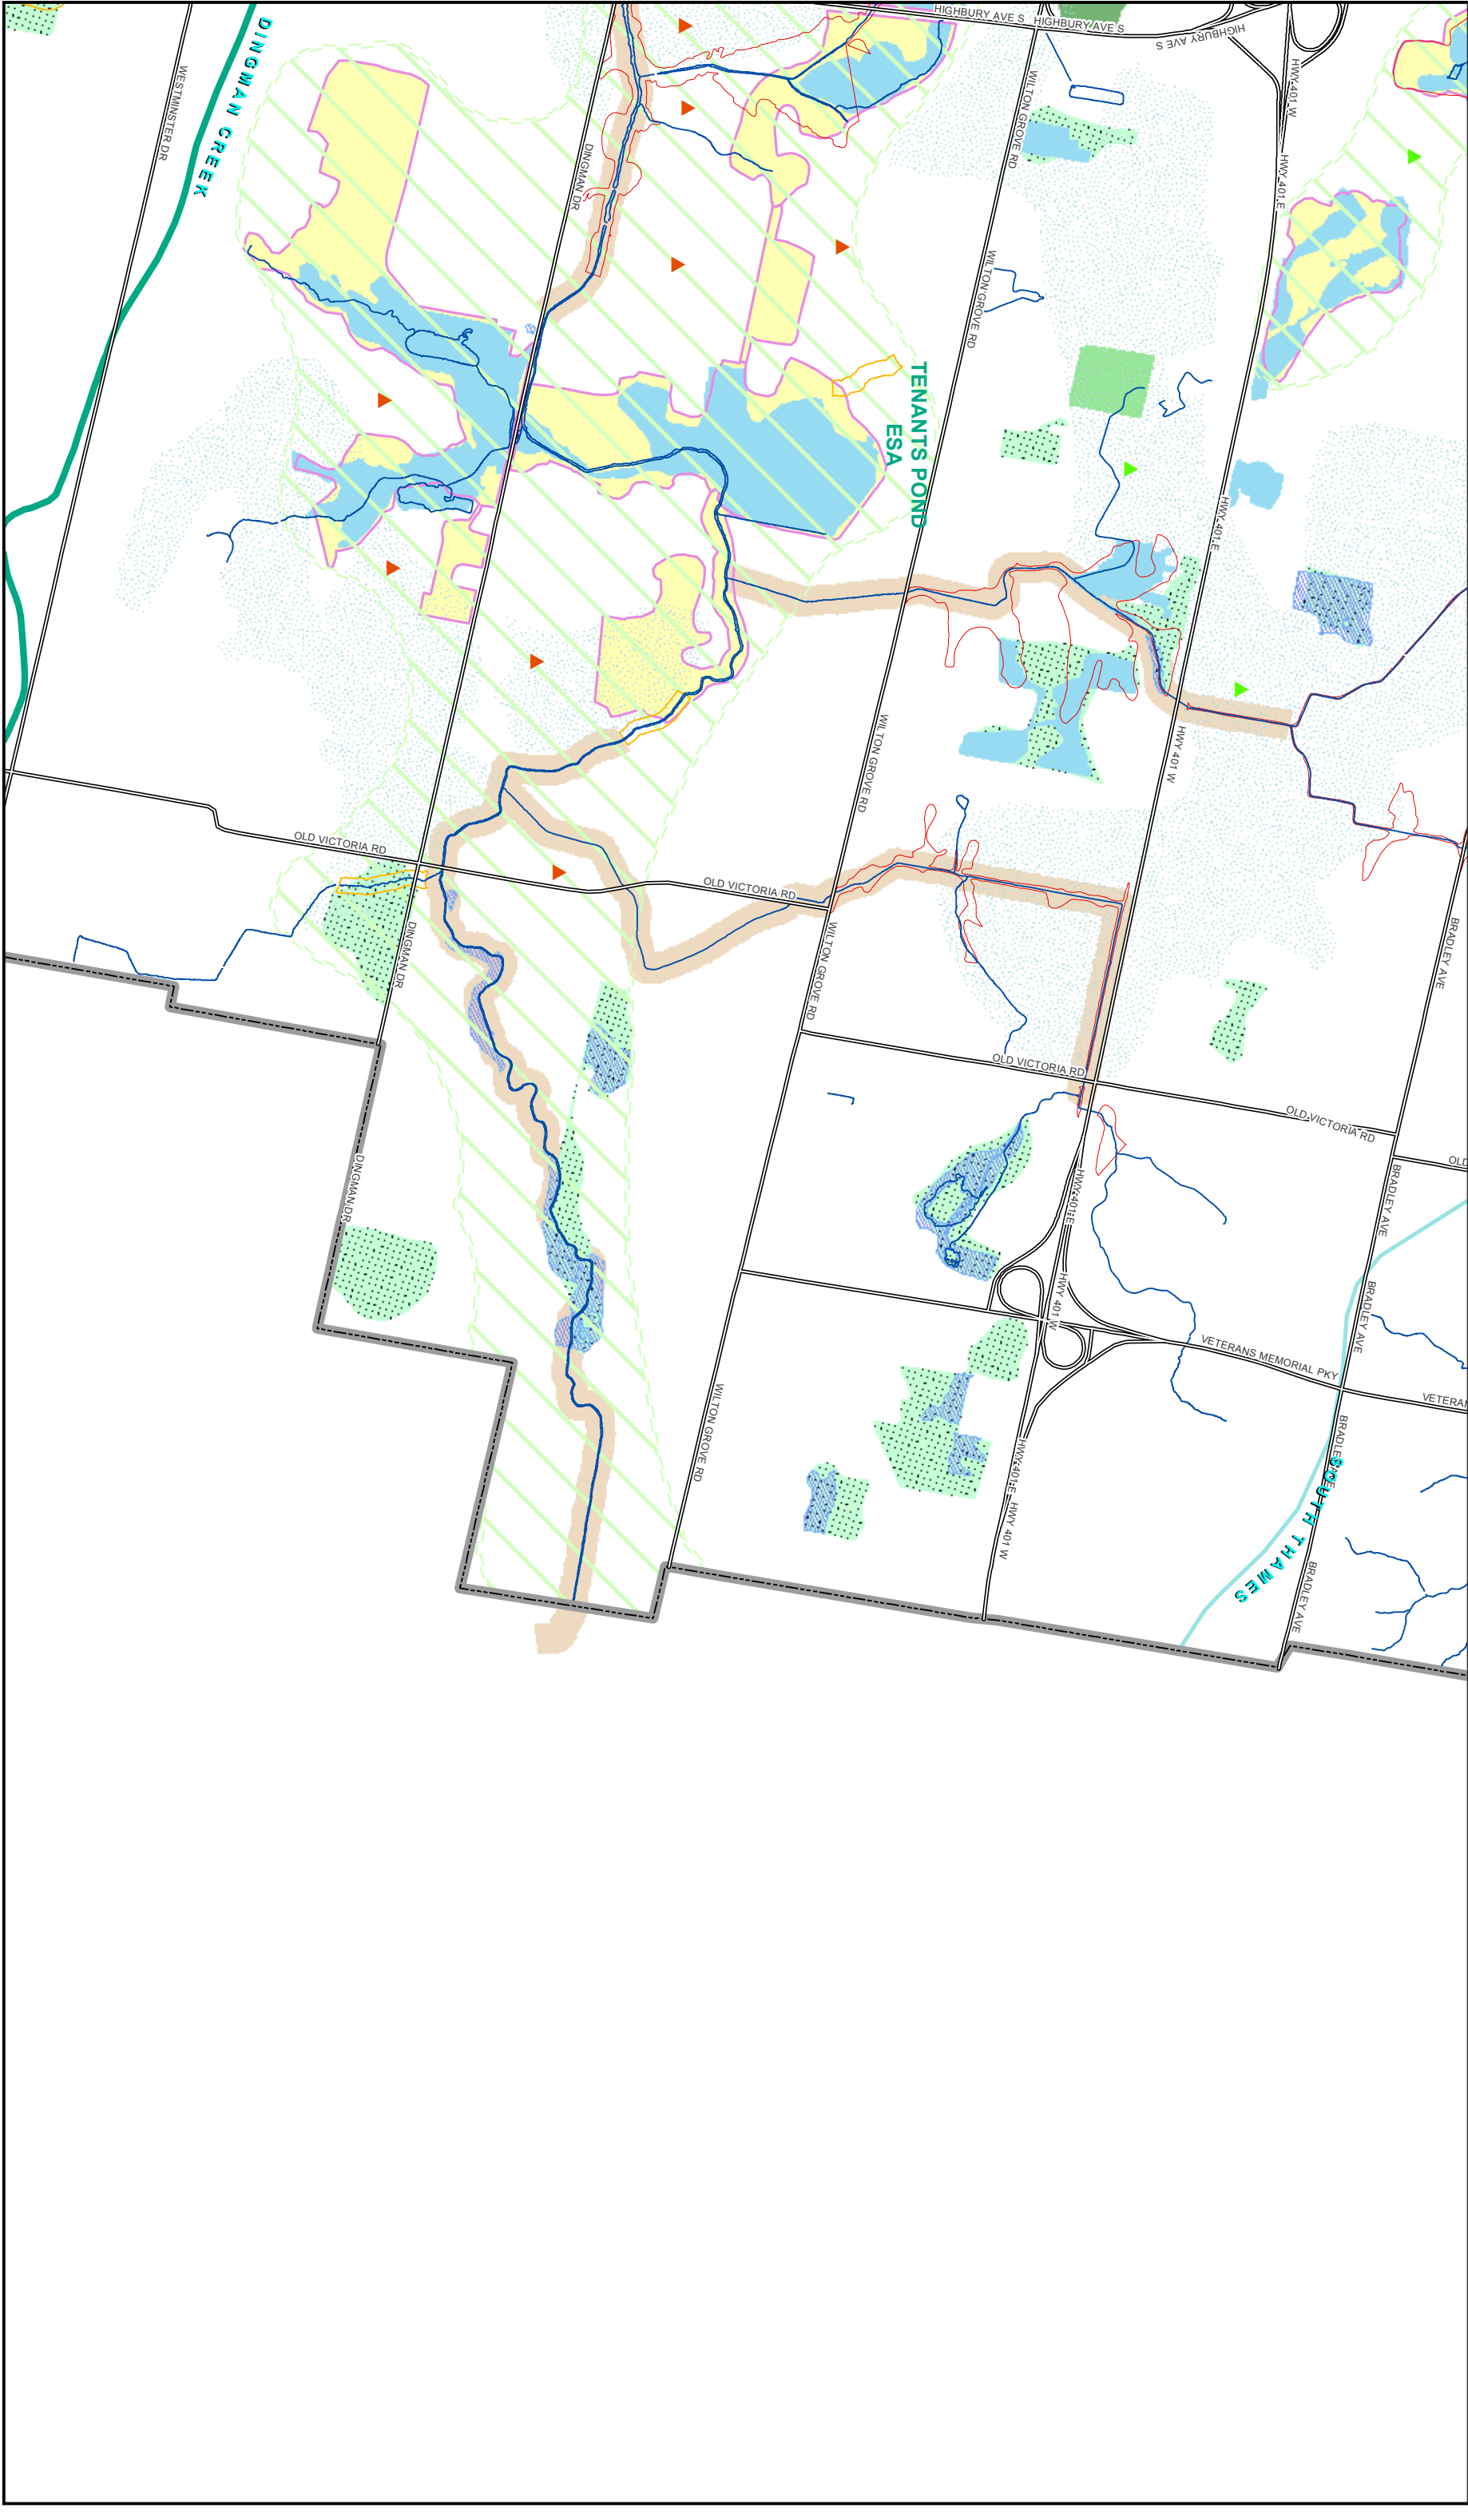 HIGHBURY AVE S
HIGHBURY AVE S
HIGHBURY AVE S
DINGMAN CREEK
WESTMINSTER DR
HWY 401 W
WILTON GROVE RD
DINGMAN DR
HWY 401 E
WILTON GROVE RD
TENANTS POND
ESA
HWY 401 E
WILTON GROVE RD
HWY 401 W
OLD VICTORIA RD
OLD VICTORIA RD
DINGMAN DR
WILTON GROVE RD
BRADLEY AVE
OLD VICTORIA RD
OLD VICTORIA RD
OLD
DINGMAN DR
HWY 401 E
BRADLEY AVE
HWY 401 W
BRADLEY AVE
VETERANS MEMORIAL PKY
VETERAN
WILTON GROVE RD
BRADLEY AVE
HWY 401 E
HWY 401 W
SOUTH THAMES
BRADLEY AVE